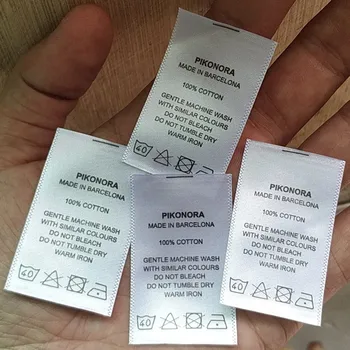 PIKONORA
MADE IN BARCELONA
100% COTTON
GENTLE MACHINE WASH
WITH SIMILAR COLOURS
DO NOT BLEACH
DO NOT TUMBLE DRY
WARM IRON
40
PIKONORA
MADE IN BARCELONA
100% COTTON
GENTLE MACHINE WASH
WITH SIMILAR COLOURS
DO NOT BLEACH
DO NOT TUMBLE DRY
WARM IRON
40
PIKONORA
MADE IN BARCELONA
100% COTTON
GENTLE MACHINE WASH
WITH SIMILAR COLOURS
DO NOT BLEACH
DO NOT TUMBLE DRY
WARM IRON
40
PIKONORA
MADE IN BARCELONA
100% COTTON
GENTLE MACHINE WASH
WITH SIMILAR COLOURS
DO NOT BLEACH
DO NOT TUMBLE DRY
WARM IRON
40